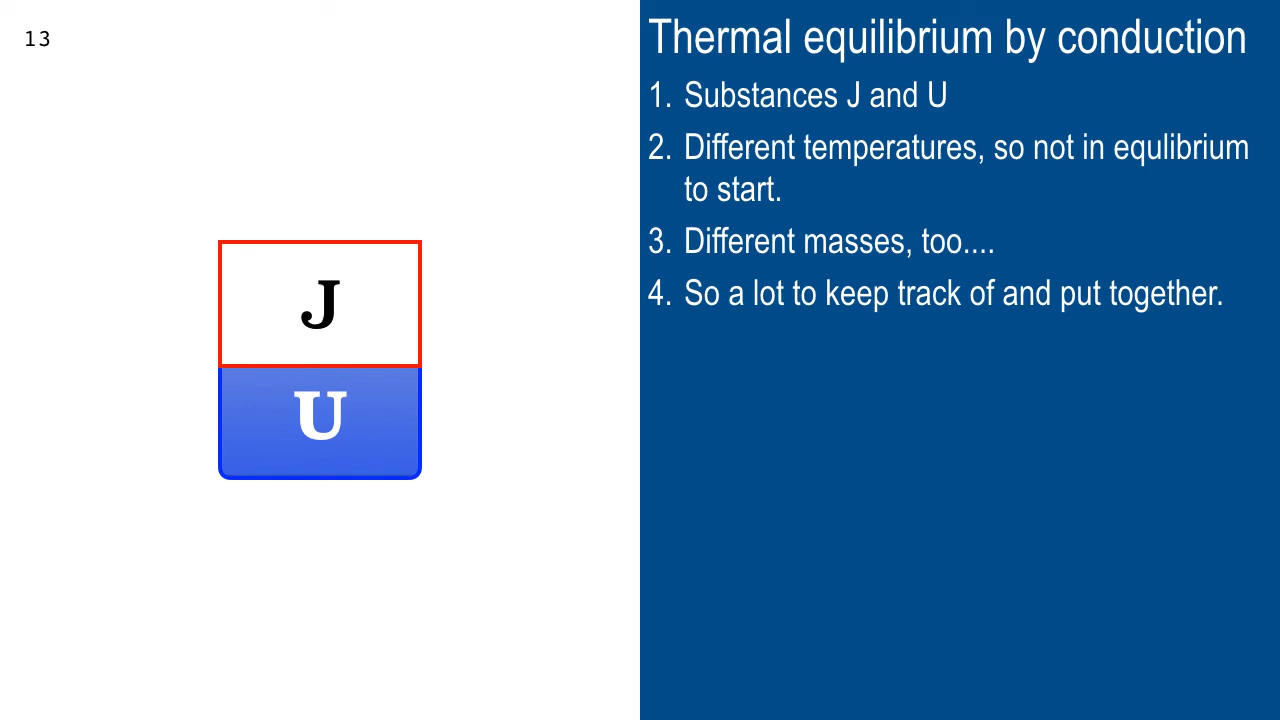 13
J
U
Thermal equilibrium by conduction
1. Substances J and U
2. Different temperatures, so not in equlibrium
to start.
3. Different masses, too....
4. So a lot to keep track of and put together.